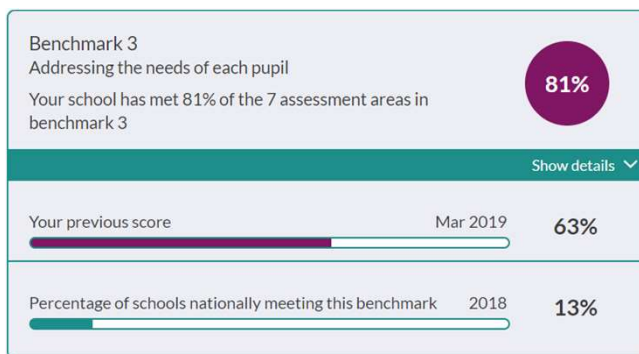 Benchmark 3
Addressing the needs of each pupil
Your school has met 81% of the 7 assessment areas in
benchmark 3
81%
Show details
Your previous score Mar 2019 63%
Percentage of schools nationally meeting this benchmark 2018 13%